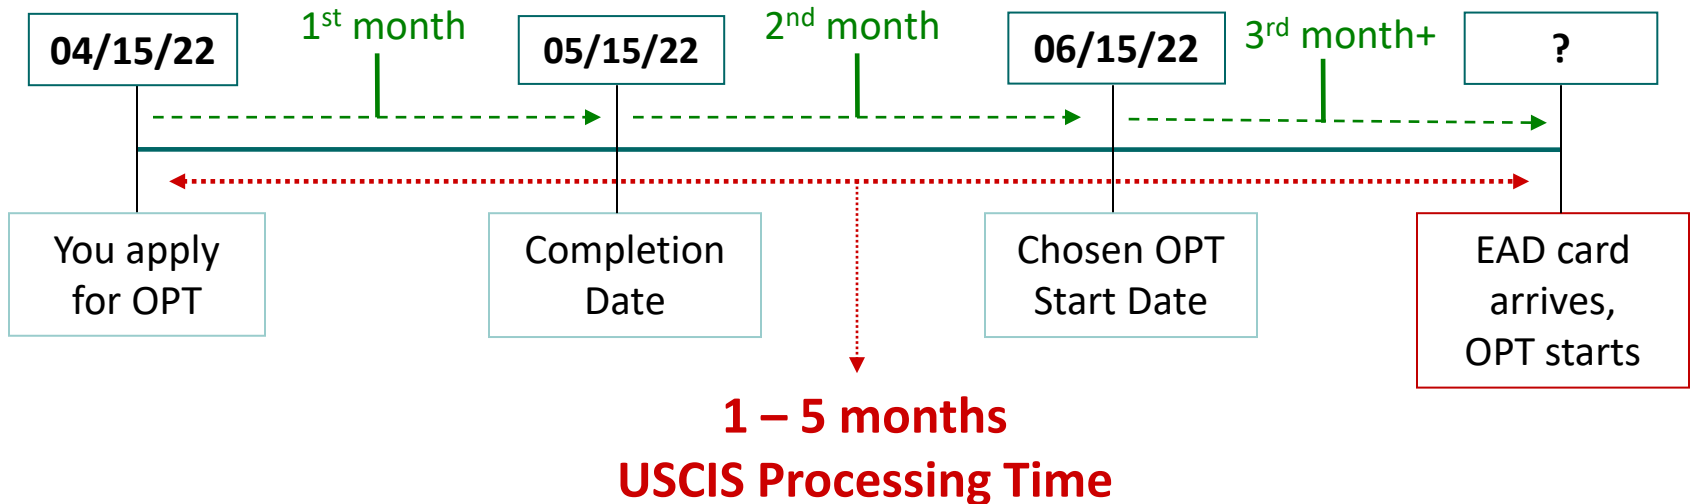 04/15/22
1st month
05/15/22
2nd month
06/15/22
3rd month+
?
You apply
for OPT
Completion
Date
Chosen OPT
Start Date
EAD card
arrives,
OPT starts
1 – 5 months
USCIS Processing Time